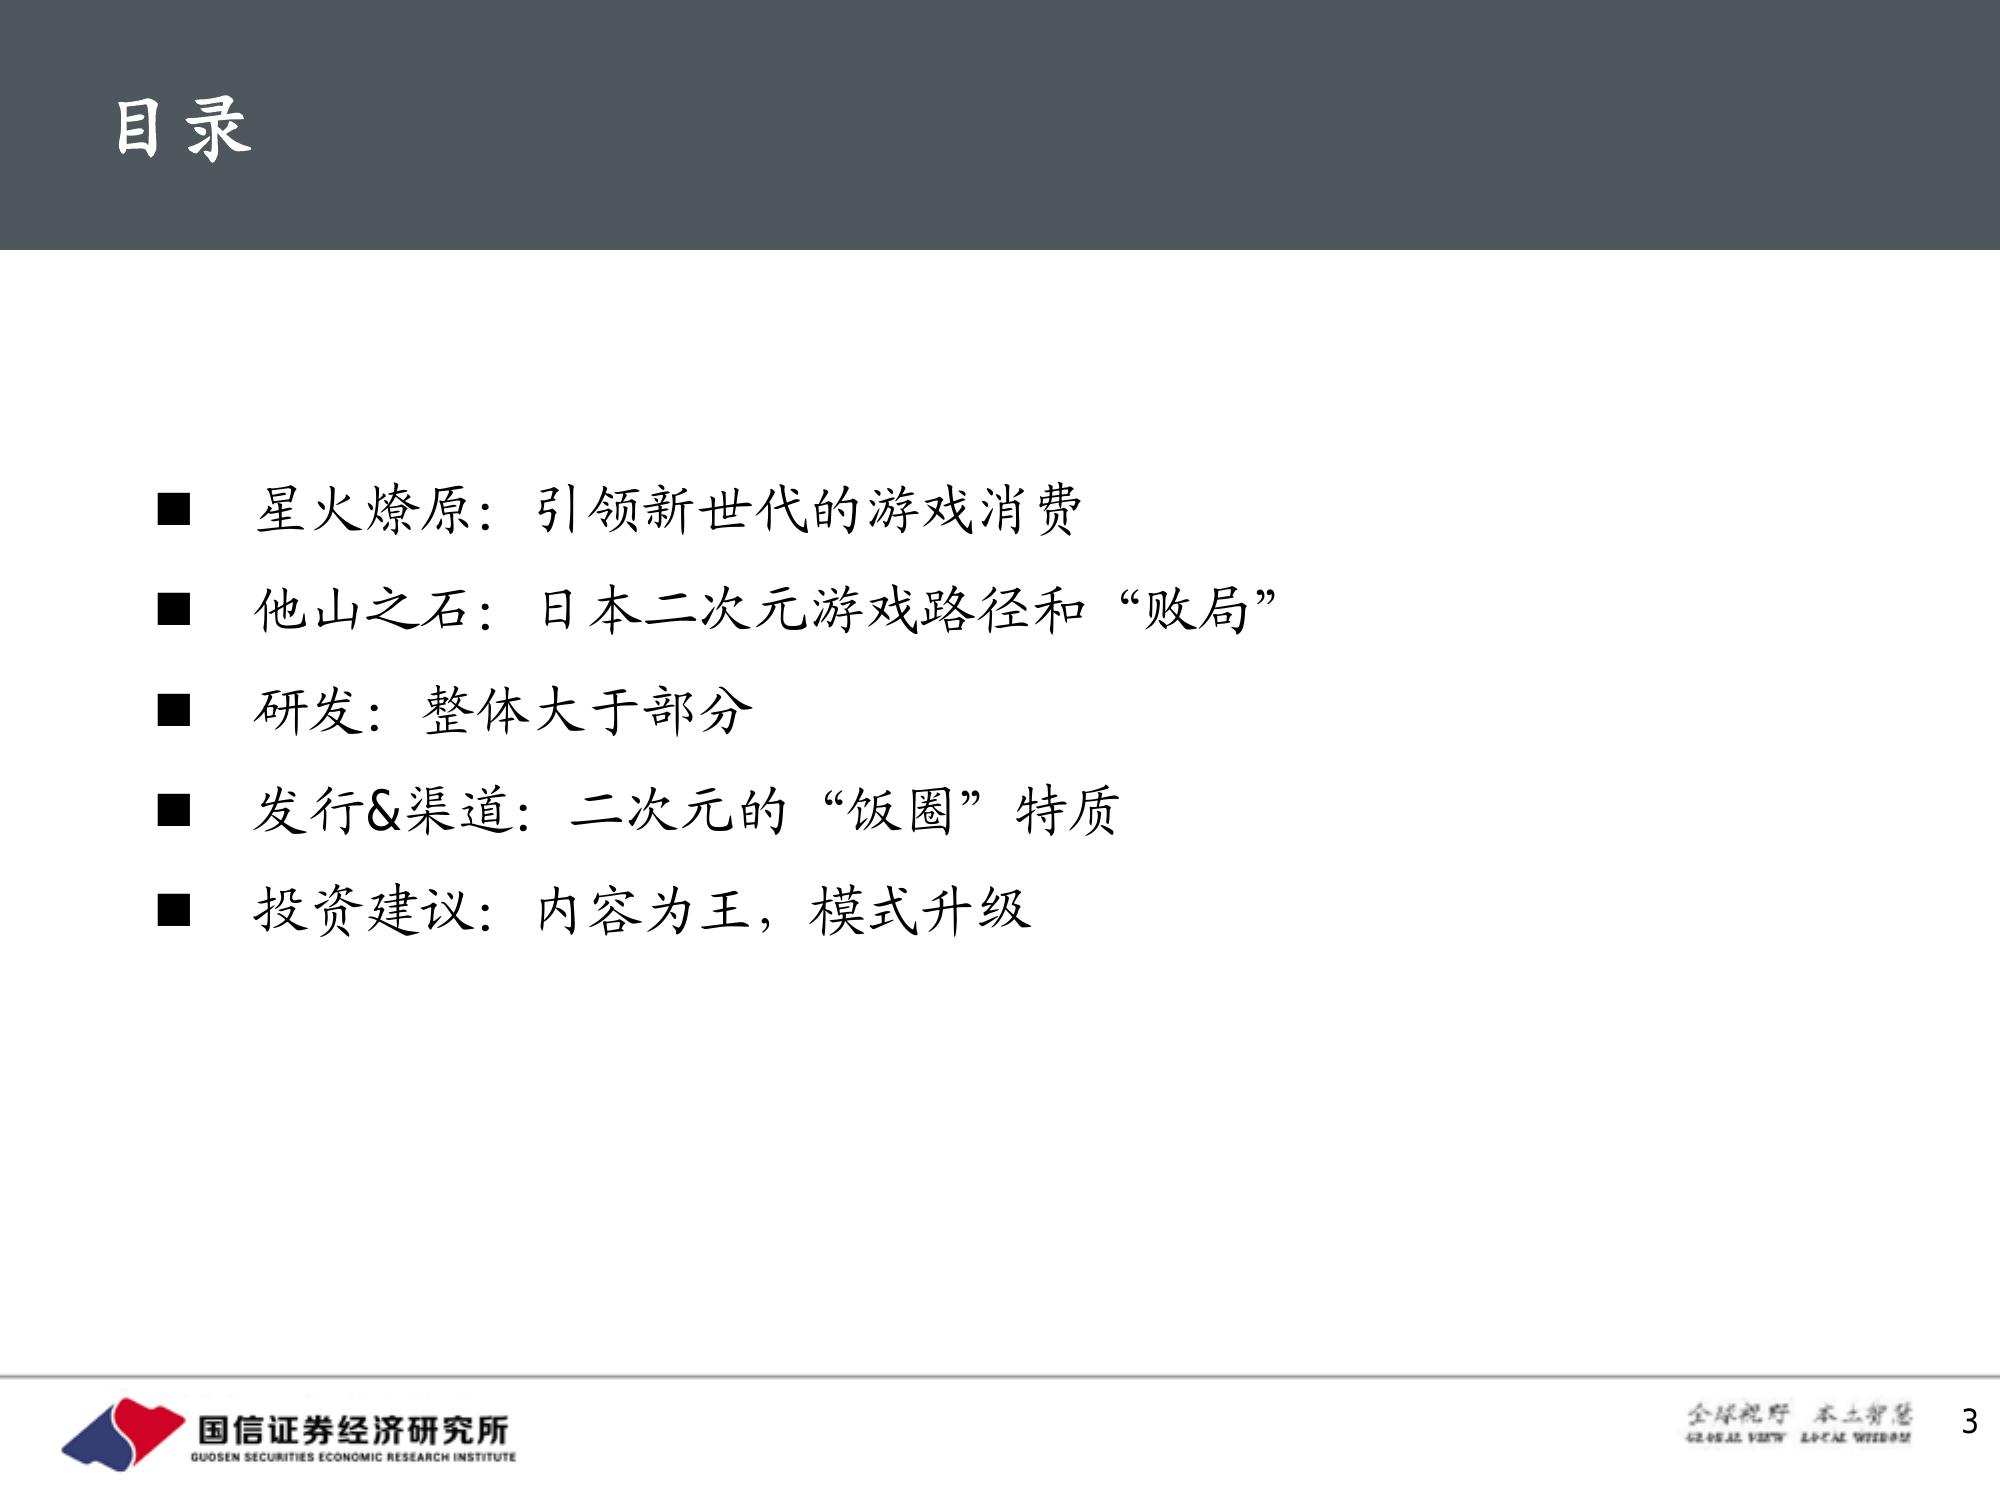 目录
■ 星火燎原：引领新世代的游戏消费
■ 他山之石：日本二次元游戏路径和“败局”
■ 研发：整体大于部分
■ 发行&渠道：二次元的“饭圈”特质
■ 投资建议：内容为王，模式升级
国信证券经济研究所
GUOSEN SECURITIES ECONOMIC RESEARCH INSTITUTE
全球视野 本土智慧
GLOBAL VIEW LOCAL WISDOM
3